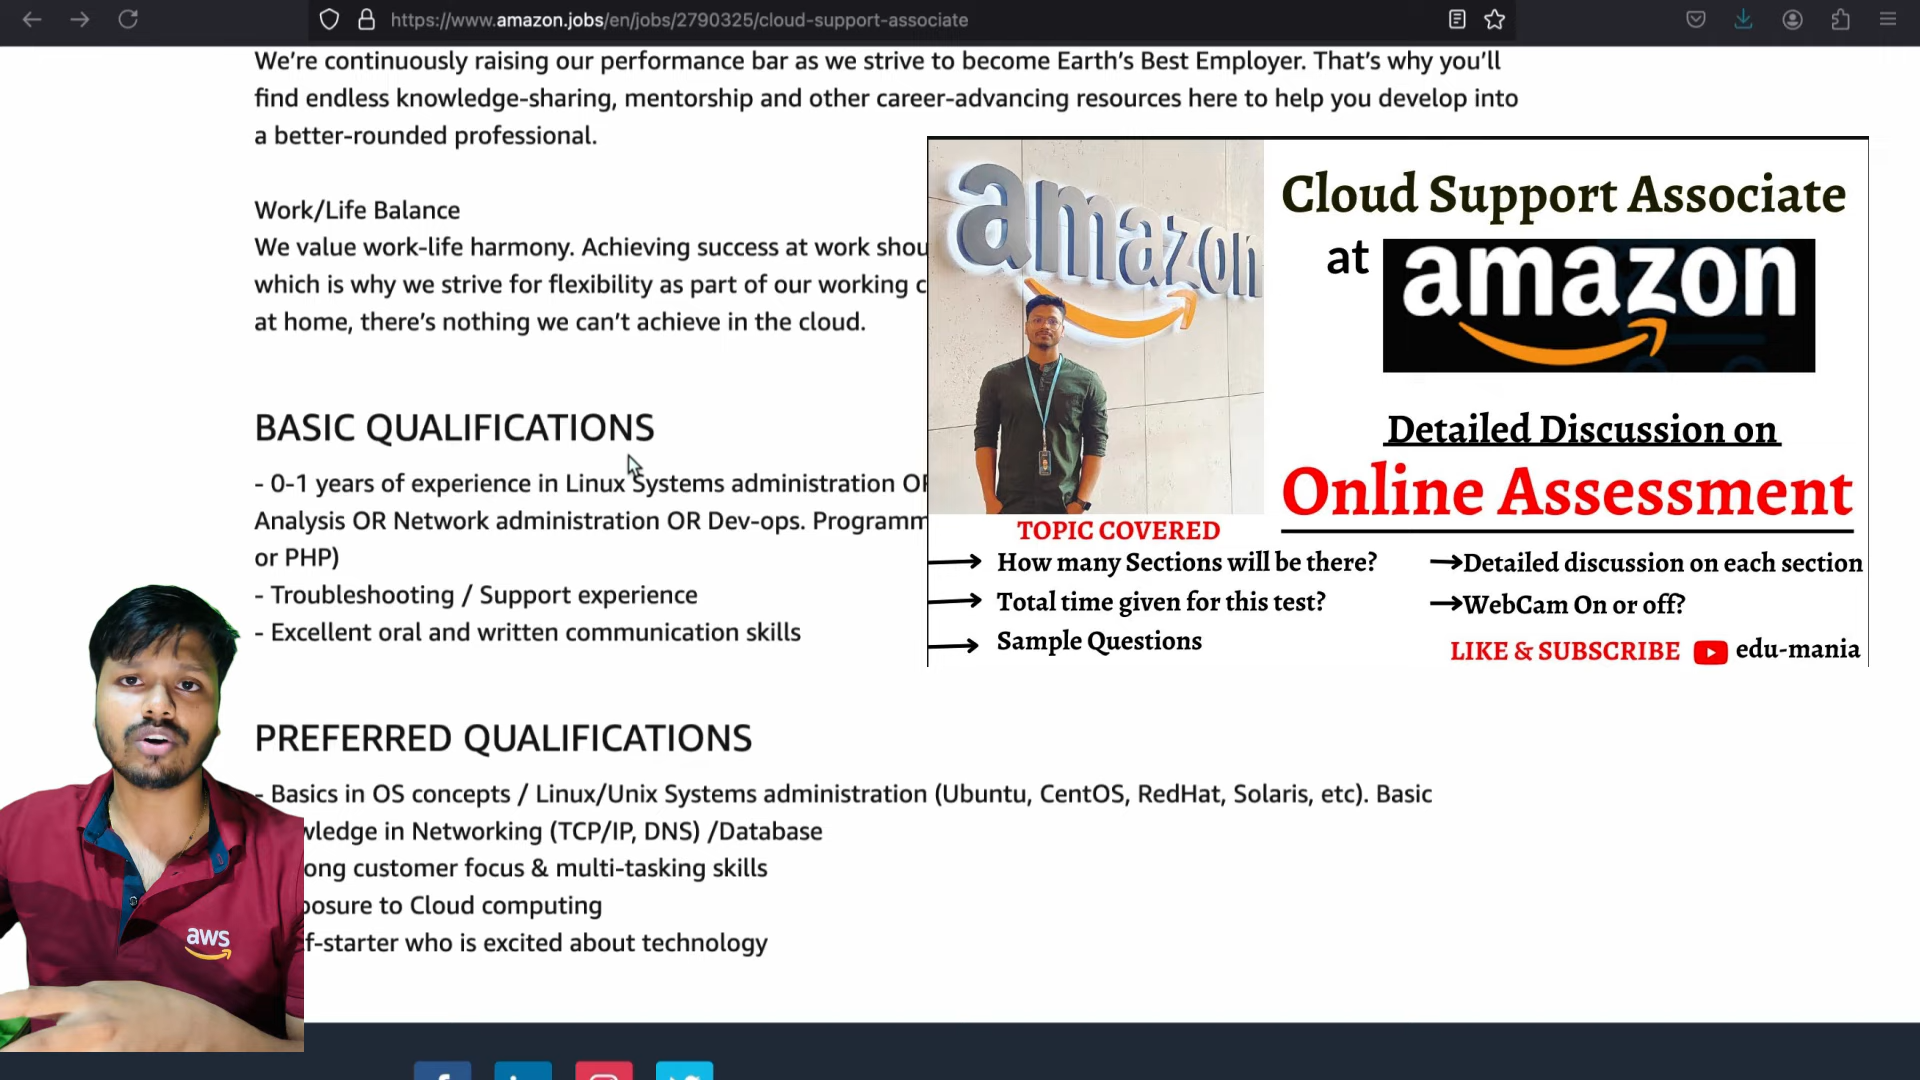 https://www.amazon.jobs/en/jobs/2790325/cloud-support-associate
We’re continuously raising our performance bar as we strive to become Earth’s Best Employer. That’s why you’ll
find endless knowledge-sharing, mentorship and other career-advancing resources here to help you develop into
a better-rounded professional.
Work/Life Balance
We value work-life harmony. Achieving success at work shou
which is why we strive for flexibility as part of our working c
at home, there’s nothing we can’t achieve in the cloud.
BASIC QUALIFICATIONS
- 0-1 years of experience in Linux Systems administration OR
Analysis OR Network administration OR Dev-ops. Programm
or PHP)
- Troubleshooting / Support experience
- Excellent oral and written communication skills
amazon
Cloud Support Associate
at amazon
Detailed Discussion on
Online Assessment
TOPIC COVERED
How many Sections will be there?
Total time given for this test?
Sample Questions
Detailed discussion on each section
WebCam On or off?
LIKE & SUBSCRIBE edu-mania
PREFERRED QUALIFICATIONS
- Basics in OS concepts / Linux/Unix Systems administration (Ubuntu, CentOS, RedHat, Solaris, etc). Basic
wledge in Networking (TCP/IP, DNS) /Database
ong customer focus & multi-tasking skills
posure to Cloud computing
f-starter who is excited about technology
aws